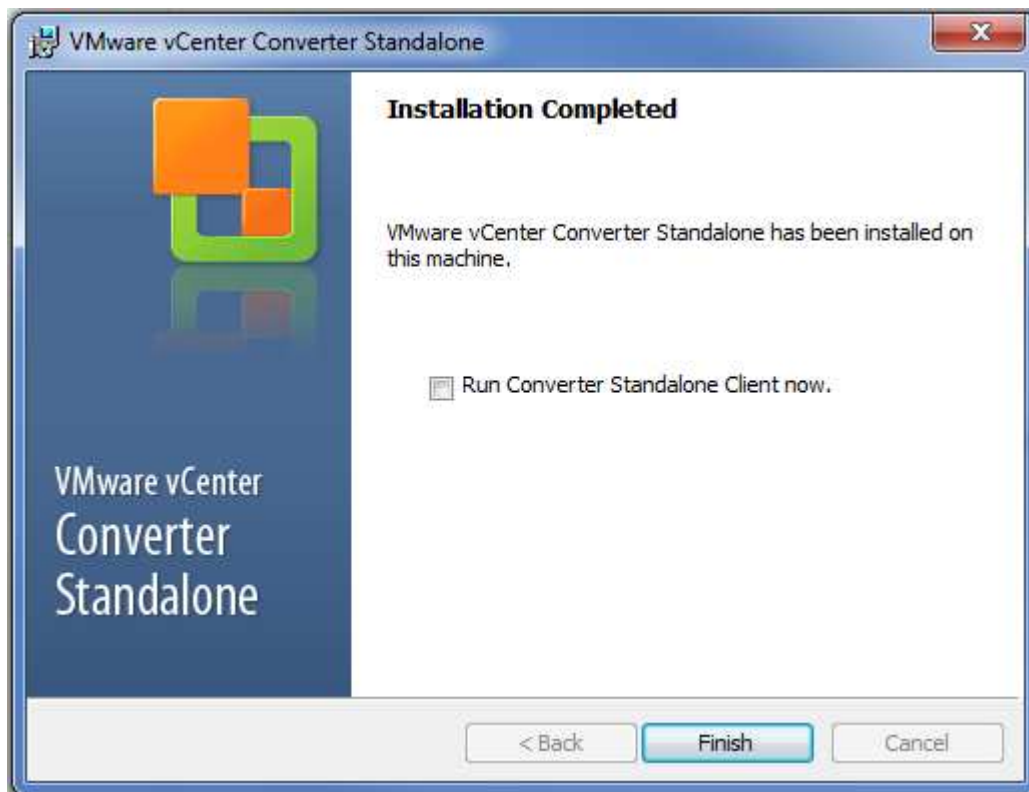 VMware vCenter Converter Standalone
Installation Completed
VMware vCenter Converter Standalone has been installed on
this machine.
Run Converter Standalone Client now.
VMware vCenter
Converter
Standalone
< Back
Finish
Cancel